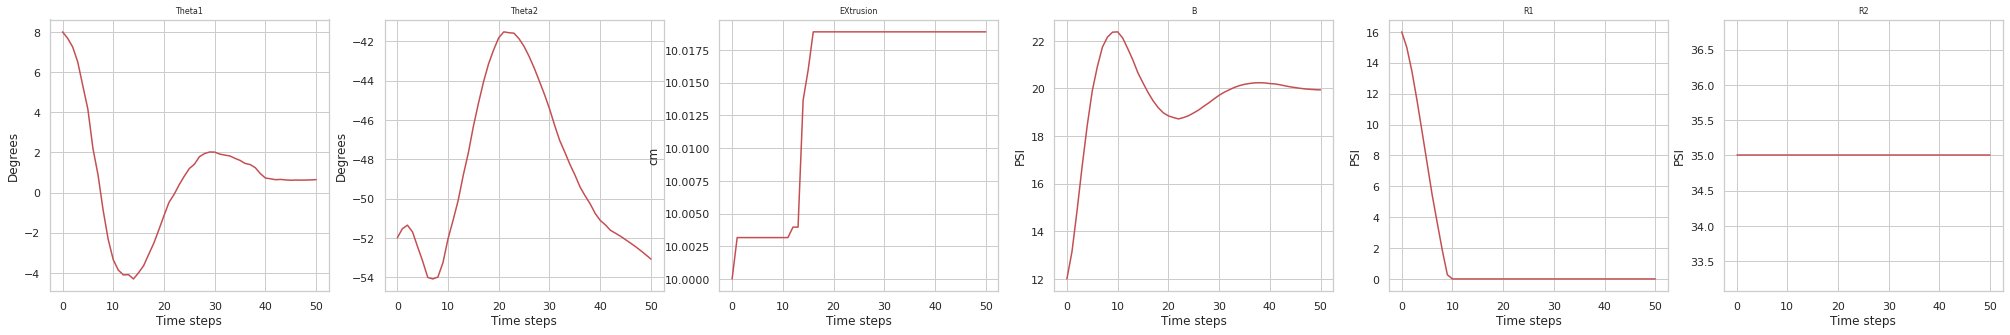 Theta1
8
6
4
2
0
−2
−4
Degrees
0 10 20 30 40 50
Time steps
Theta2
−42
−44
−46
−48
−50
−52
−54
Degrees
0 10 20 30 40 50
Time steps
EXtrusion
10.0175
10.0150
10.0125
10.0100
10.0075
10.0050
10.0025
10.0000
cm
0 10 20 30 40 50
Time steps
B
22
20
18
16
14
12
PSI
0 10 20 30 40 50
Time steps
R1
16
14
12
10
8
6
4
2
0
PSI
0 10 20 30 40 50
Time steps
R2
36.5
36.0
35.5
35.0
34.5
34.0
33.5
PSI
0 10 20 30 40 50
Time steps